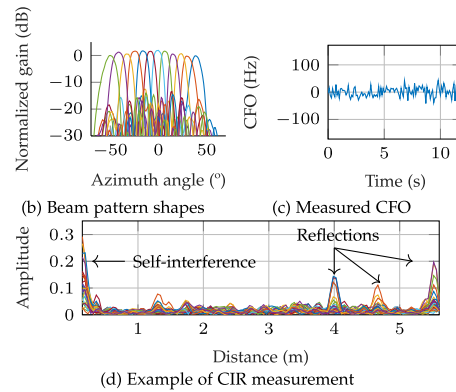 Normalized gain (dB)
0
−10
−20
−30
−50 0 50
Azimuth angle (º)
(b) Beam pattern shapes
CFO (Hz)
100
0
−100
0 5 10
Time (s)
(c) Measured CFO
Amplitude
0.3
0.2
0.1
0
Self-interference
Reflections
1 2 3 4 5
Distance (m)
(d) Example of CIR measurement